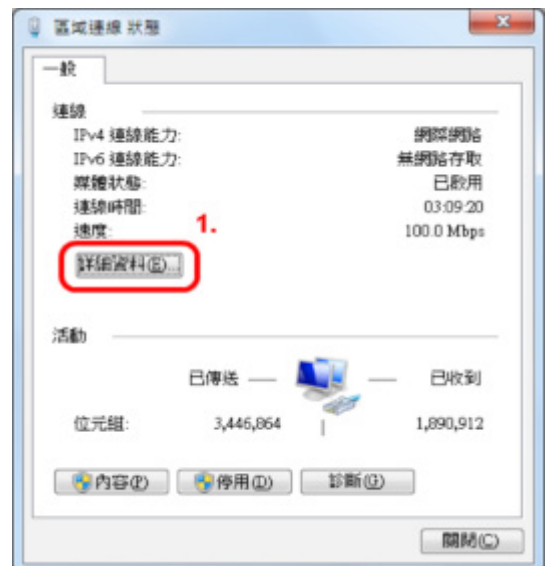 區域連線 狀態
一般
連線
IPv4 連線能力: 網際網路
IPv6 連線能力: 無網路存取
媒體狀態: 已啟用
連線時間: 03:09:20
速度: 100.0 Mbps
1.
詳細資料(E)...
活動
已傳送 — — 已收到
位元組: 3,446,864 | 1,890,912
內容(P) 停用(D) 診斷(G)
關閉(C)